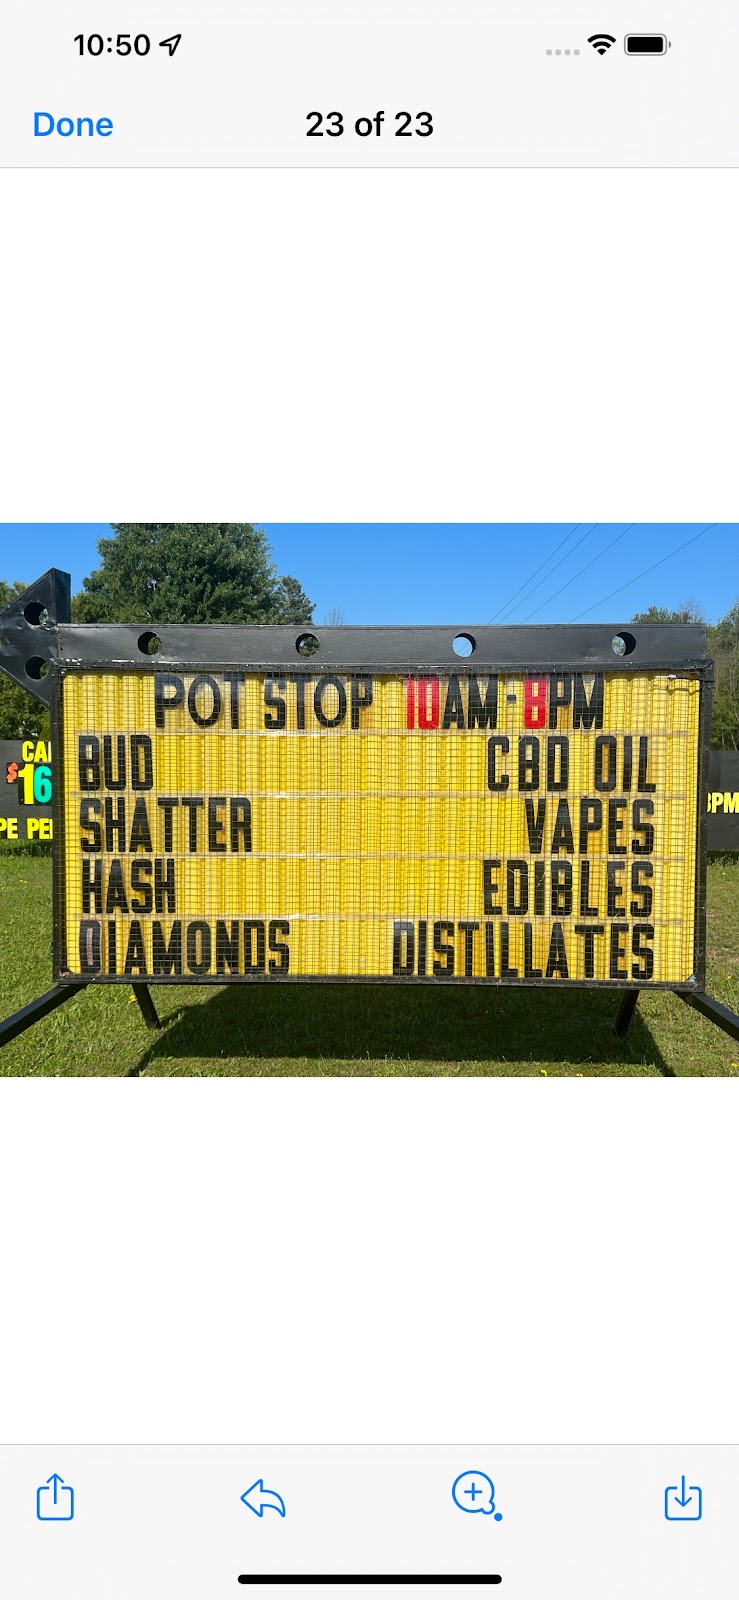 10:50
Done 23 of 23
POT STOP 10AM-8PM
BUD CBD OIL
SHATTER VAPES
HASH EDIBLES
DIAMONDS DISTILLATES
$16